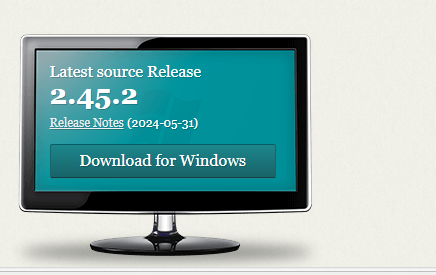 Latest source Release
2.45.2
Release Notes (2024-05-31)
Download for Windows